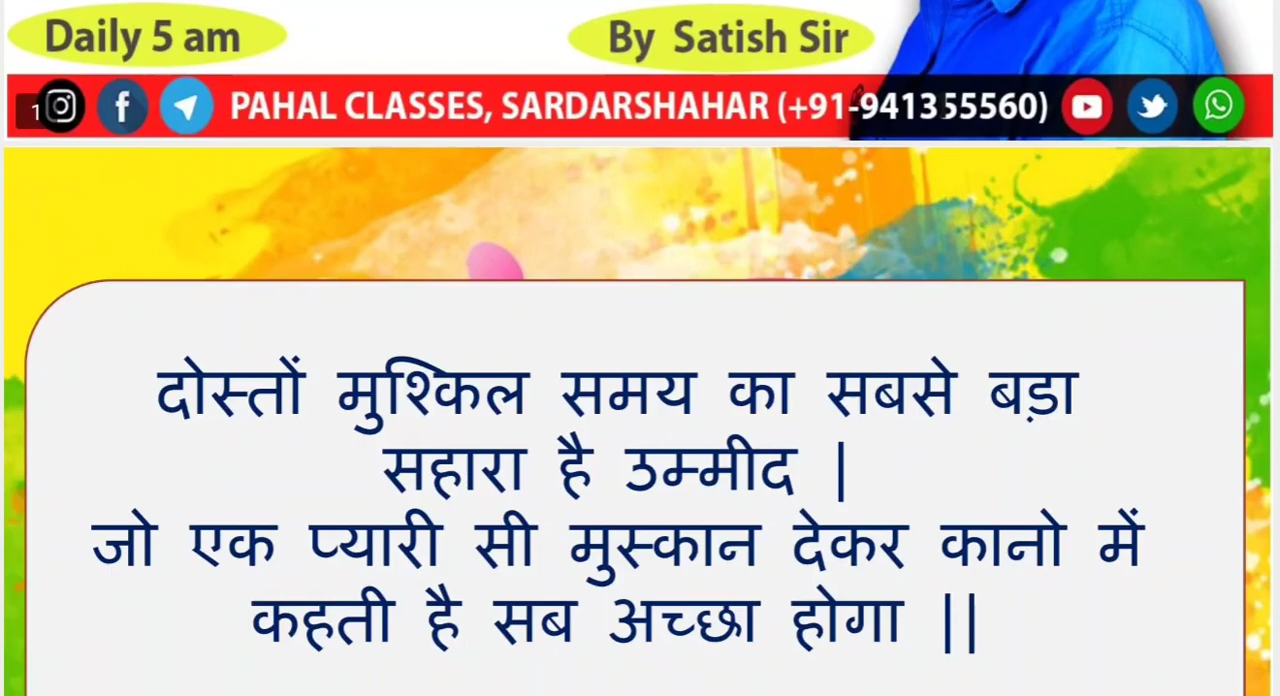 Daily 5 am
By Satish Sir
1
PAHAL CLASSES, SARDARSHAHAR (+91-941355560)
दोस्तों मुश्किल समय का सबसे बड़ा
सहारा है उम्मीद |
जो एक प्यारी सी मुस्कान देकर कानो में
कहती है सब अच्छा होगा ||